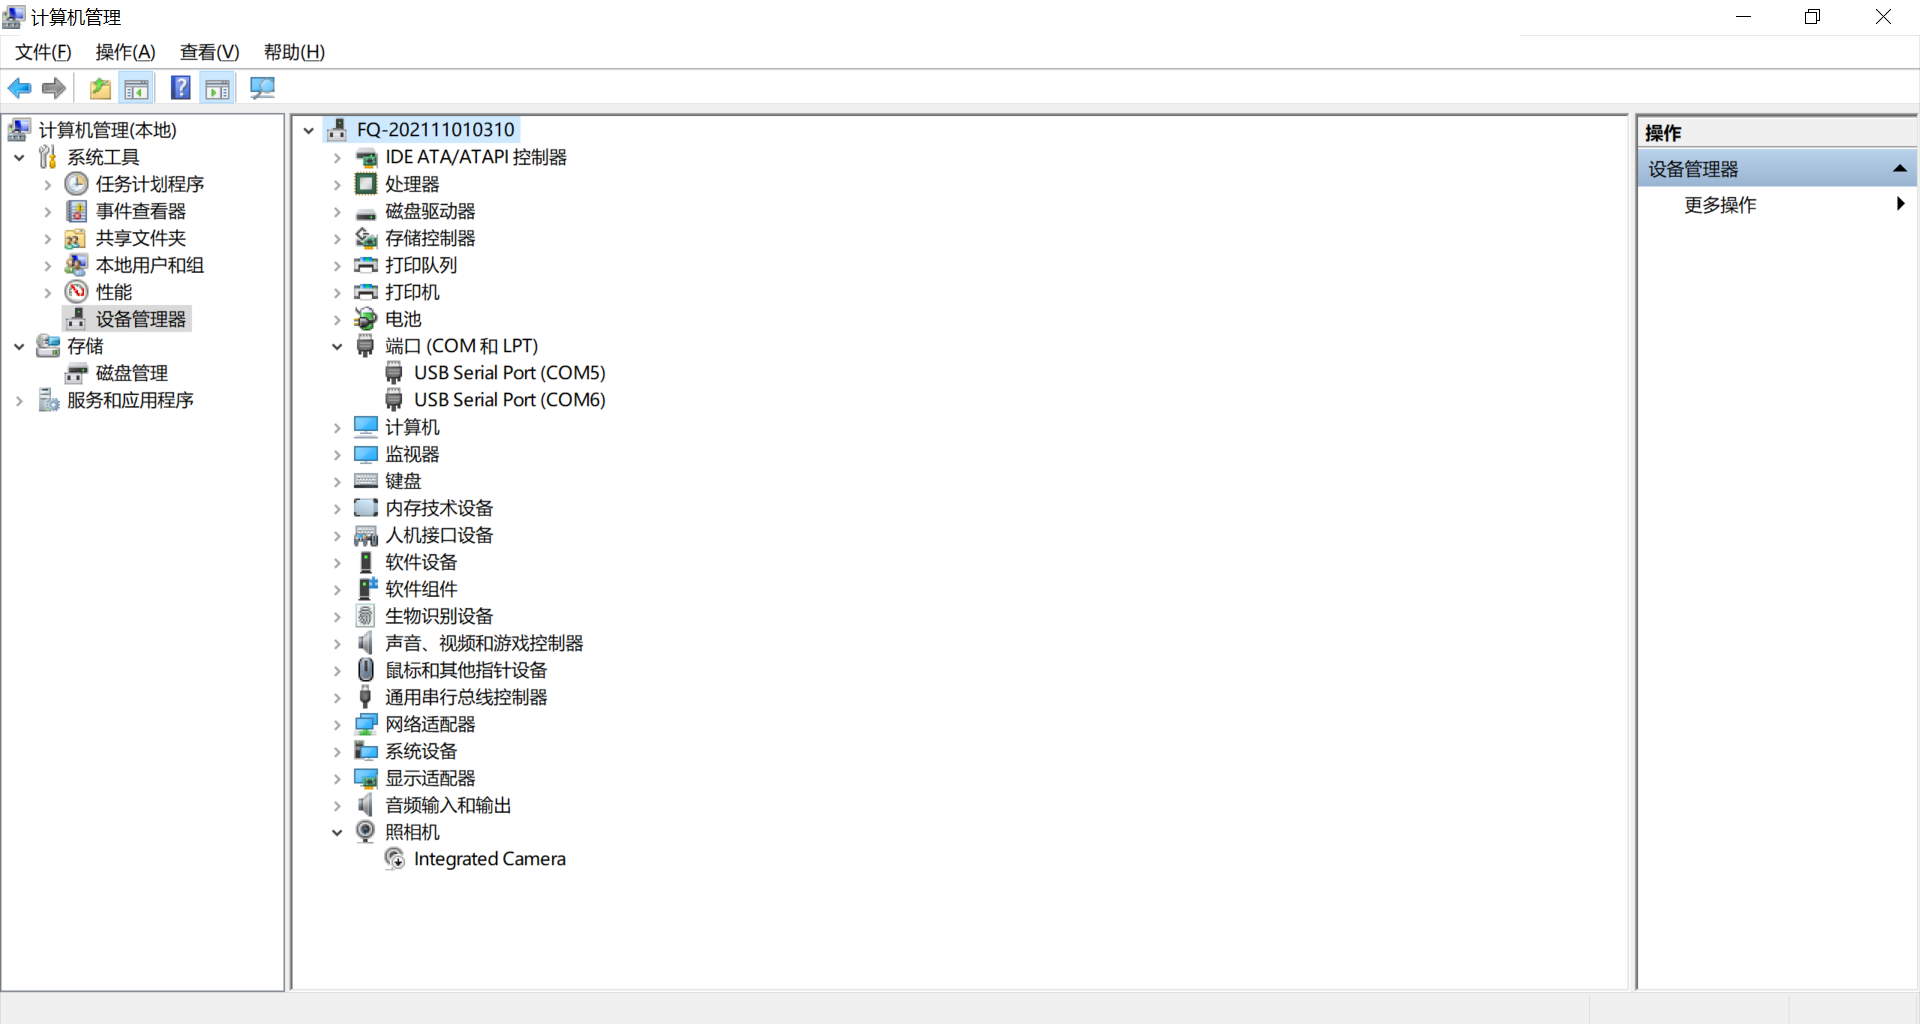 计算机管理
文件(F) 操作(A) 查看(V) 帮助(H)
计算机管理(本地)
系统工具
任务计划程序
事件查看器
共享文件夹
本地用户和组
性能
设备管理器
存储
磁盘管理
服务和应用程序
FQ-202111010310
IDE ATA/ATAPI 控制器
处理器
磁盘驱动器
存储控制器
打印队列
打印机
电池
端口 (COM 和 LPT)
USB Serial Port (COM5)
USB Serial Port (COM6)
计算机
监视器
键盘
内存技术设备
人机接口设备
软件设备
软件组件
生物识别设备
声音、视频和游戏控制器
鼠标和其他指针设备
通用串行总线控制器
网络适配器
系统设备
显示适配器
音频输入和输出
照相机
Integrated Camera
操作
设备管理器
更多操作